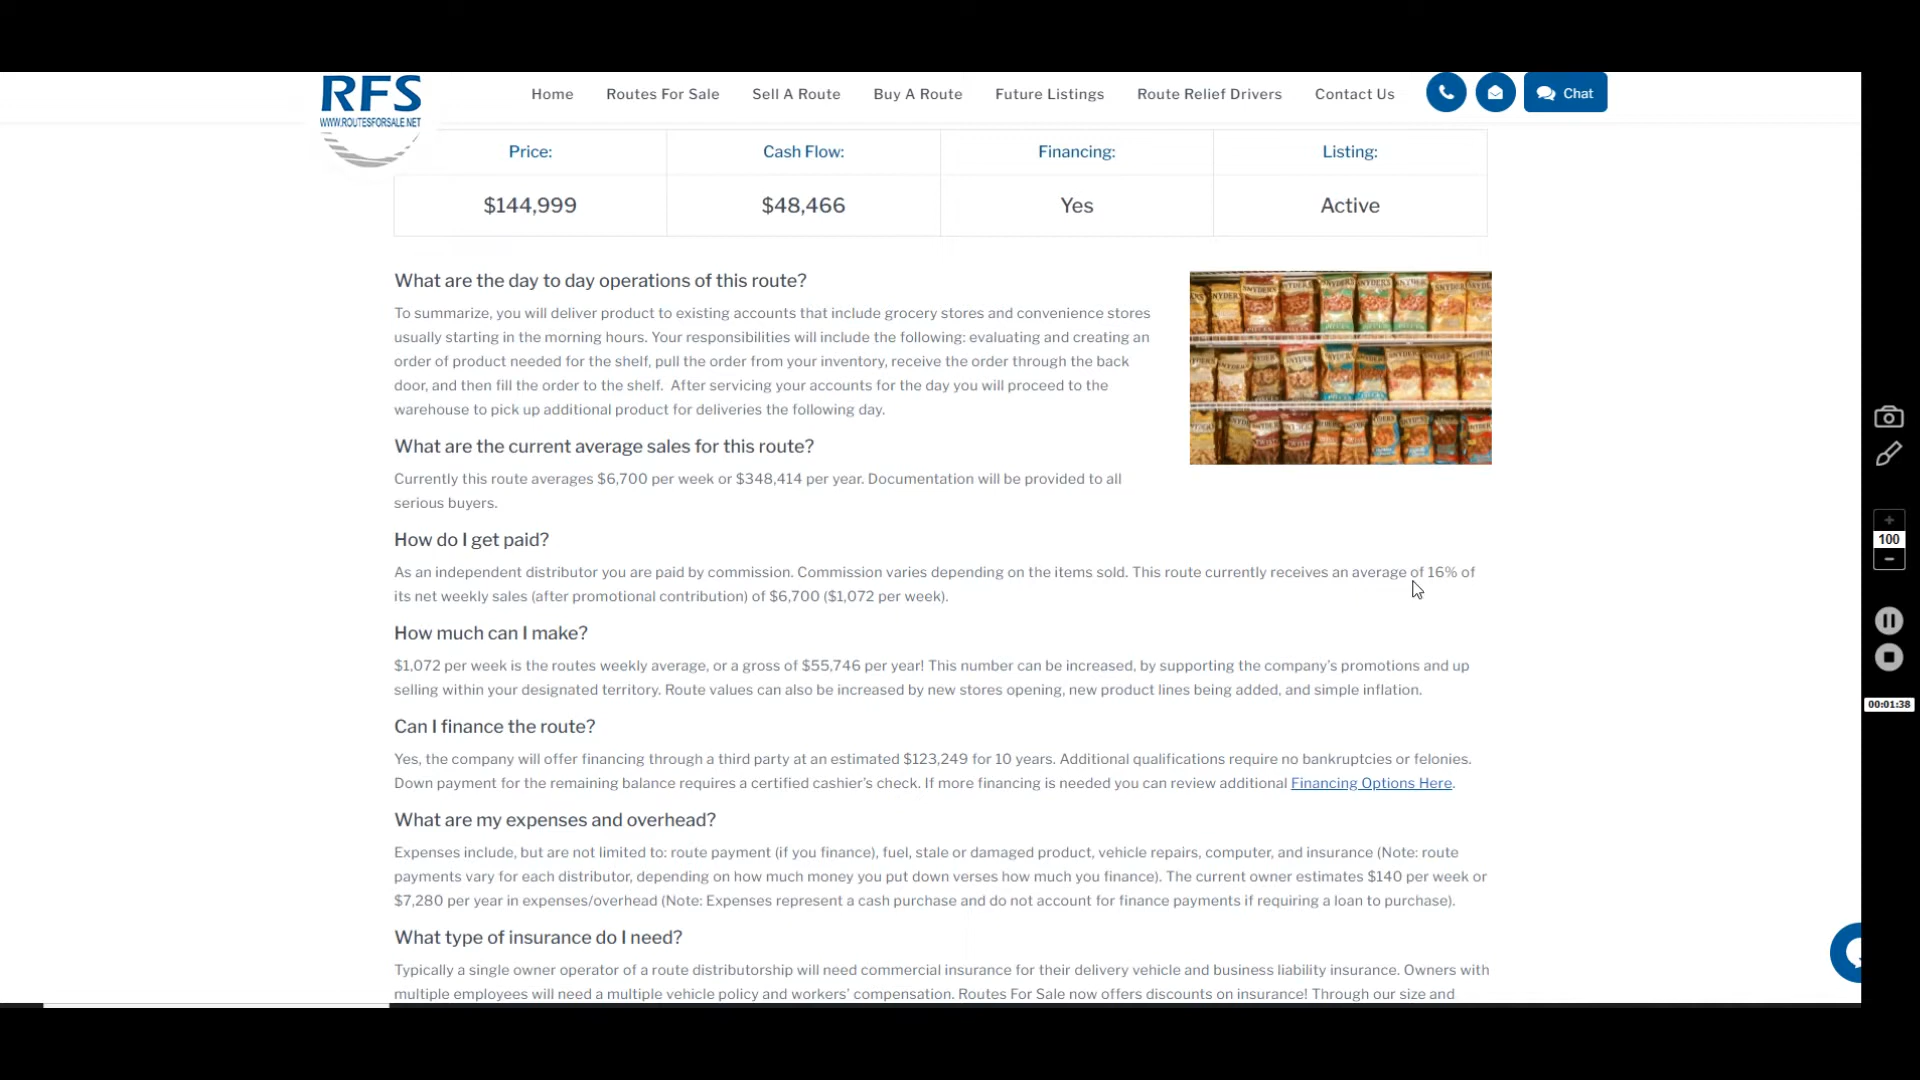 RFS
WWW.ROUTESFORSALE.NET
Home Routes For Sale Sell A Route Buy A Route Future Listings Route Relief Drivers Contact Us Chat
Price: Cash Flow: Financing: Listing:
$144,999 $48,466 Yes Active
What are the day to day operations of this route?
To summarize, you will deliver product to existing accounts that include grocery stores and convenience stores
usually starting in the morning hours. Your responsibilities will include the following: evaluating and creating an
order of product needed for the shelf, pull the order from your inventory, receive the order through the back
door, and then fill the order to the shelf. After servicing your accounts for the day you will proceed to the
warehouse to pick up additional product for deliveries the following day.
What are the current average sales for this route?
Currently this route averages $6,700 per week or $348,414 per year. Documentation will be provided to all
serious buyers.
How do I get paid?
As an independent distributor you are paid by commission. Commission varies depending on the items sold. This route currently receives an average of 16% of
its net weekly sales (after promotional contribution) of $6,700 ($1,072 per week).
How much can I make?
$1,072 per week is the routes weekly average, or a gross of $55,746 per year! This number can be increased, by supporting the company's promotions and up
selling within your designated territory. Route values can also be increased by new stores opening, new product lines being added, and simple inflation.
Can I finance the route?
Yes, the company will offer financing through a third party at an estimated $123,249 for 10 years. Additional qualifications require no bankruptcies or felonies.
Down payment for the remaining balance requires a certified cashier's check. If more financing is needed you can review additional Financing Options Here.
What are my expenses and overhead?
Expenses include, but are not limited to: route payment (if you finance), fuel, stale or damaged product, vehicle repairs, computer, and insurance (Note: route
payments vary for each distributor, depending on how much money you put down verses how much you finance). The current owner estimates $140 per week or
$7,280 per year in expenses/overhead (Note: Expenses represent a cash purchase and do not account for finance payments if requiring a loan to purchase).
What type of insurance do I need?
Typically a single owner operator of a route distributorship will need commercial insurance for their delivery vehicle and business liability insurance. Owners with
multiple employees will need a multiple vehicle policy and workers' compensation. Routes For Sale now offers discounts on insurance! Through our size and
100
00:01:38